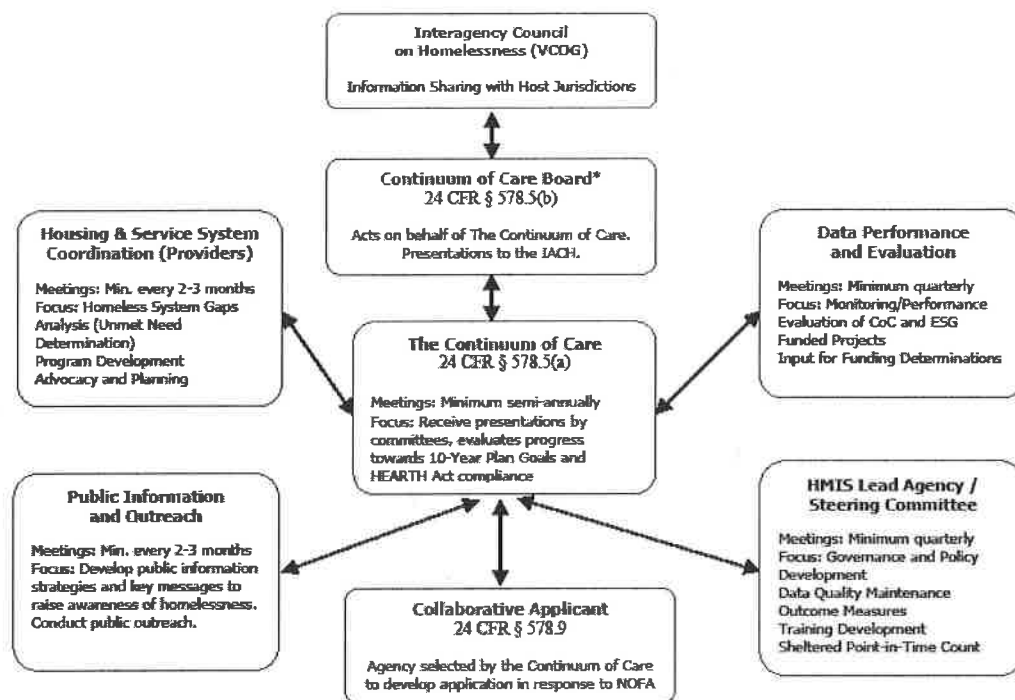 Interagency Council
on Homelessness (VCOG)
Information Sharing with Host Jurisdictions
Continuum of Care Board*
24 CFR § 578.5(b)
Acts on behalf of The Continuum of Care.
Presentations to the IACH.
Housing & Service System
Coordination (Providers)
Meetings: Min. every 2-3 months
Focus: Homeless System Gaps
Analysis (Unmet Need
Determination)
Program Development
Advocacy and Planning
Data Performance
and Evaluation
Meetings: Minimum quarterly
Focus: Monitoring/Performance
Evaluation of CoC and ESG
Funded Projects
Input for Funding Determinations
The Continuum of Care
24 CFR § 578.5(a)
Meetings: Minimum semi-annually
Focus: Receive presentations by
committees, evaluates progress
towards 10-Year Plan Goals and
HEARTH Act compliance
Public Information
and Outreach
Meetings: Min. every 2-3 months
Focus: Develop public information
strategies and key messages to
raise awareness of homelessness.
Conduct public outreach.
HMIS Lead Agency /
Steering Committee
Meetings: Minimum quarterly
Focus: Governance and Policy
Development
Data Quality Maintenance
Outcome Measures
Training Development
Sheltered Point-in-Time Count
Collaborative Applicant
24 CFR § 578.9
Agency selected by the Continuum of Care
to develop application in response to NOFA